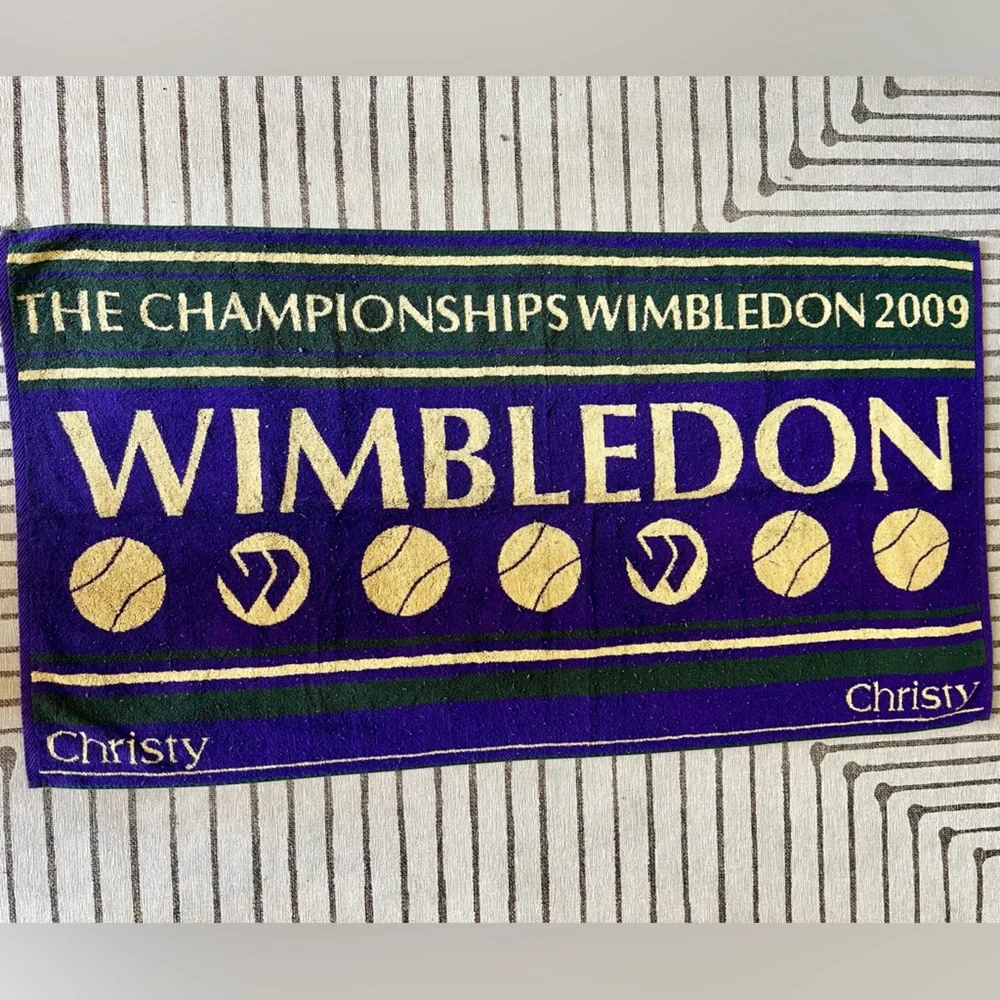 THE CHAMPIONSHIPS WIMBLEDON 2009
WIMBLEDON
Christy
Christy